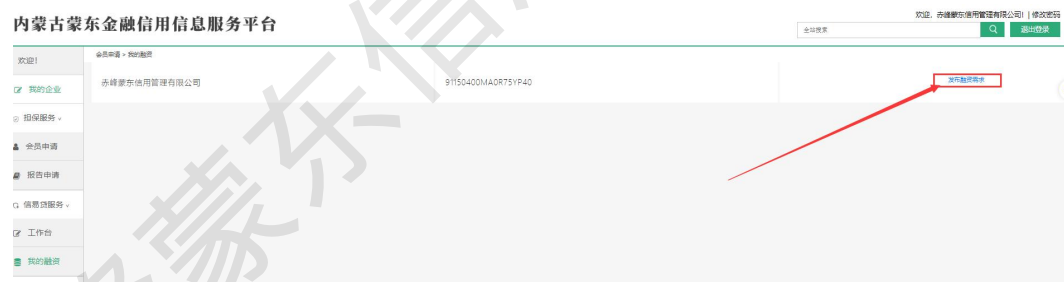 内蒙古蒙东金融信用信息服务平台
欢迎，赤峰蒙东信用管理有限公司! | 修改密码
全站搜索
退出登录
欢迎!
会员申请 > 我的融资
赤峰蒙东信用管理有限公司
91150400MA0R75YP40
发布融资需求
我的企业
担保服务
会员申请
报告申请
信易贷服务
工作台
我的融资
蒙东信